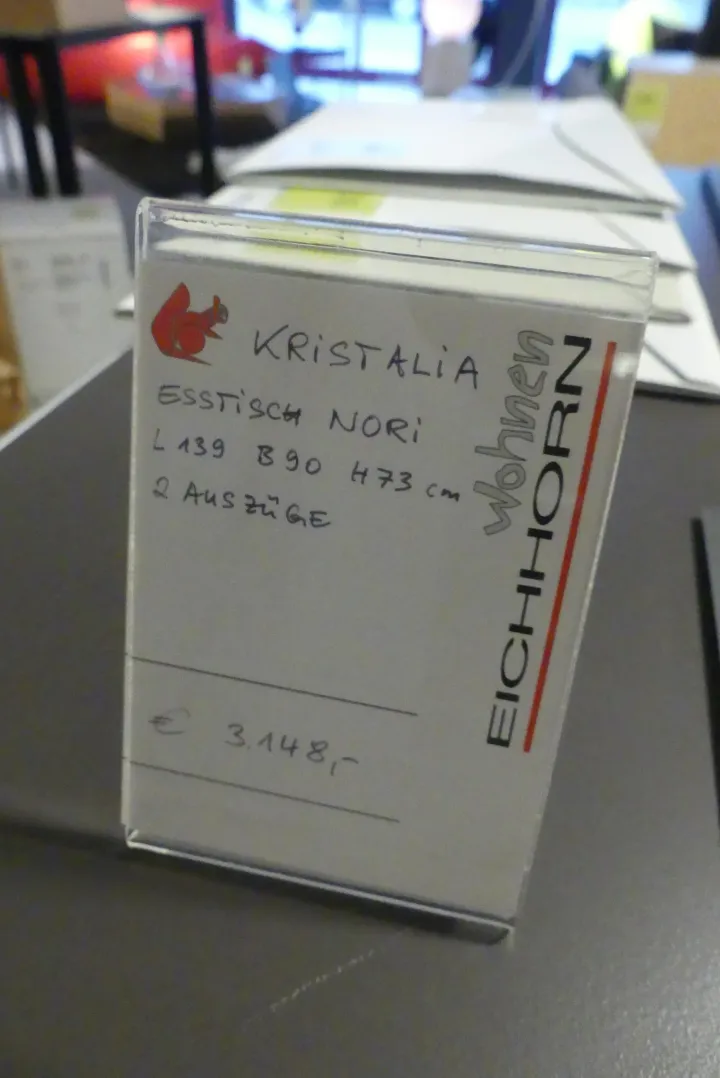 KRiSTALiA
ESSTiSCH NORi
L 139 B 90 H 73 cm
2 AUSZÜGE
€ 3.148,-
wohnen
EICHHORN